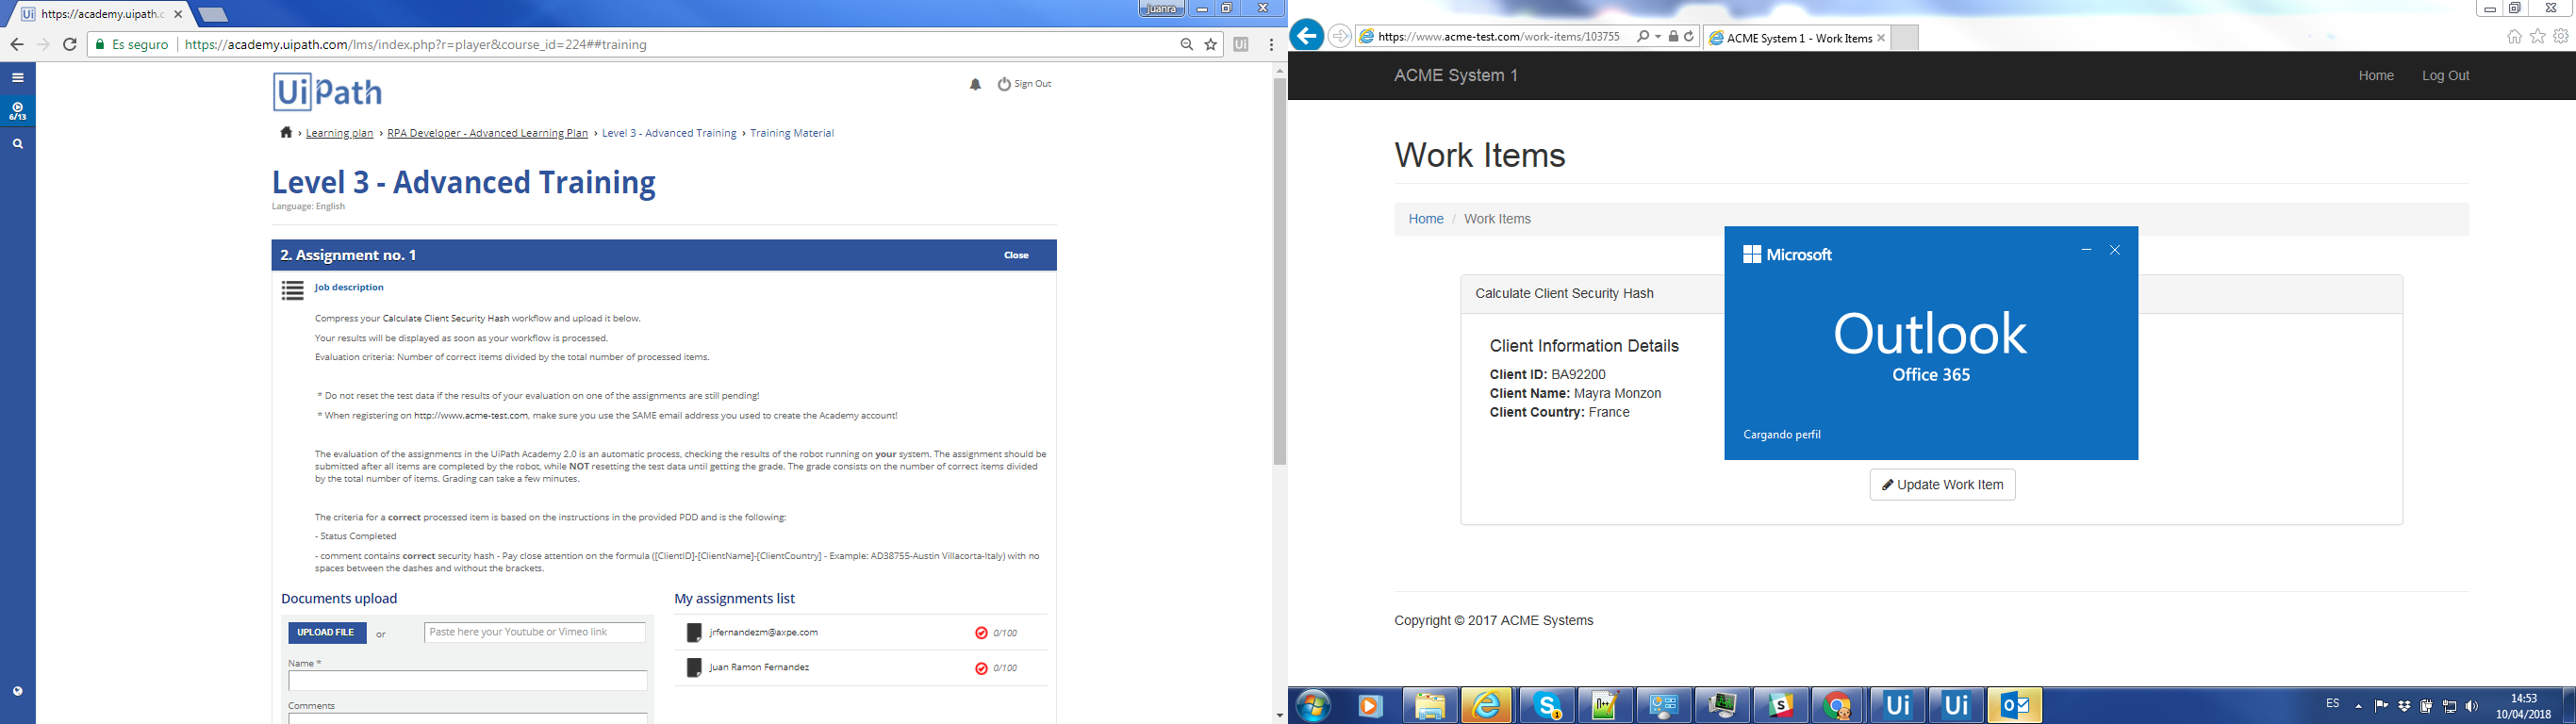 https://academy.uipath.c
juanra
Es seguro
https://academy.uipath.com/lms/index.php?r=player&course_id=224##training
6/13
UiPath
Sign Out
Learning plan › RPA Developer - Advanced Learning Plan › Level 3 - Advanced Training › Training Material
Level 3 - Advanced Training
Language: English
2. Assignment no. 1
Close
Job description
Compress your Calculate Client Security Hash workflow and upload it below.
Your results will be displayed as soon as your workflow is processed.
Evaluation criteria: Number of correct items divided by the total number of processed items.
* Do not reset the test data if the results of your evaluation on one of the assignments are still pending!
* When registering on http://www.acme-test.com, make sure you use the SAME email address you used to create the Academy account!
The evaluation of the assignments in the UiPath Academy 2.0 is an automatic process, checking the results of the robot running on your system. The assignment should be
submitted after all items are completed by the robot, while NOT resetting the test data until getting the grade. The grade consists on the number of correct items divided
by the total number of items. Grading can take a few minutes.
The criteria for a correct processed item is based on the instructions in the provided PDD and is the following:
- Status Completed
- comment contains correct security hash - Pay close attention on the formula ([ClientID]-[ClientName]-[ClientCountry] - Example: AD38755-Austin Villacorta-Italy) with no
spaces between the dashes and without the brackets.
Documents upload
UPLOAD FILE
or
Paste here your Youtube or Vimeo link
Name *
Comments
My assignments list
jrfernandezm@axpe.com
0/100
Juan Ramon Fernandez
0/100
https://www.acme-test.com/work-items/103755
ACME System 1 - Work Items
ACME System 1
Home
Log Out
Work Items
Home / Work Items
Calculate Client Security Hash
Client Information Details
Client ID: BA92200
Client Name: Mayra Monzon
Client Country: France
Microsoft
Outlook
Office 365
Cargando perfil
Update Work Item
Copyright © 2017 ACME Systems
ES
14:53
10/04/2018